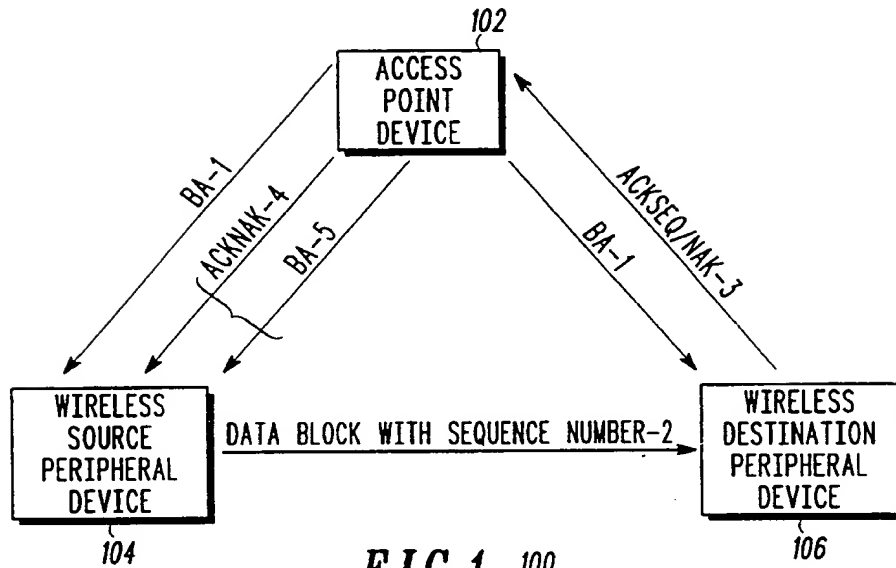 102
ACCESS
POINT
DEVICE
BA-1
ACKNAK-4
BA-5
BA-1
ACKSEQ/NAK-3
WIRELESS
SOURCE
PERIPHERAL
DEVICE
104
DATA BLOCK WITH SEQUENCE NUMBER-2
WIRELESS
DESTINATION
PERIPHERAL
DEVICE
106
FIG. 1 100